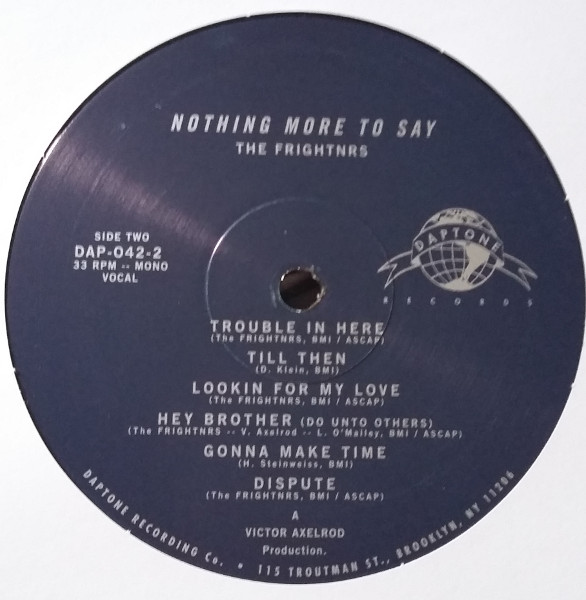 NOTHING MORE TO SAY
THE FRIGHTNRS
SIDE TWO
DAP-042-2
33 RPM -- MONO
VOCAL
DAPTONE
RECORDS
TROUBLE IN HERE
(The FRIGHTNRS, BMI / ASCAP)
TILL THEN
(D. Klein, BMI)
LOOKIN FOR MY LOVE
(The FRIGHTNRS, BMI / ASCAP)
HEY BROTHER (DO UNTO OTHERS)
(The FRIGHTNRS -- V. Axelrod -- L. O'Malley, BMI / ASCAP)
GONNA MAKE TIME
(H. Steinweiss, BMI)
DISPUTE
(The FRIGHTNRS, BMI / ASCAP)
A
VICTOR AXELROD
Production.
DAPTONE RECORDING Co. • 115 TROUTMAN ST., BROOKLYN, NY 11206